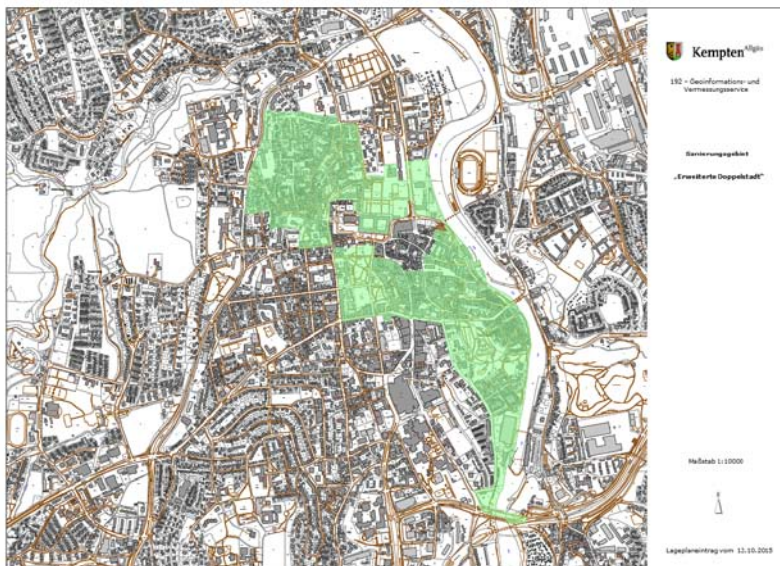 Kempten Allgäu
192 – Geoinformations- und
Vermessungsservice
Sanierungsgebiet
„Erweiterte Doppelstadt"
Maßstab 1:10000
Lageplaneintrag vom 12.10.2015